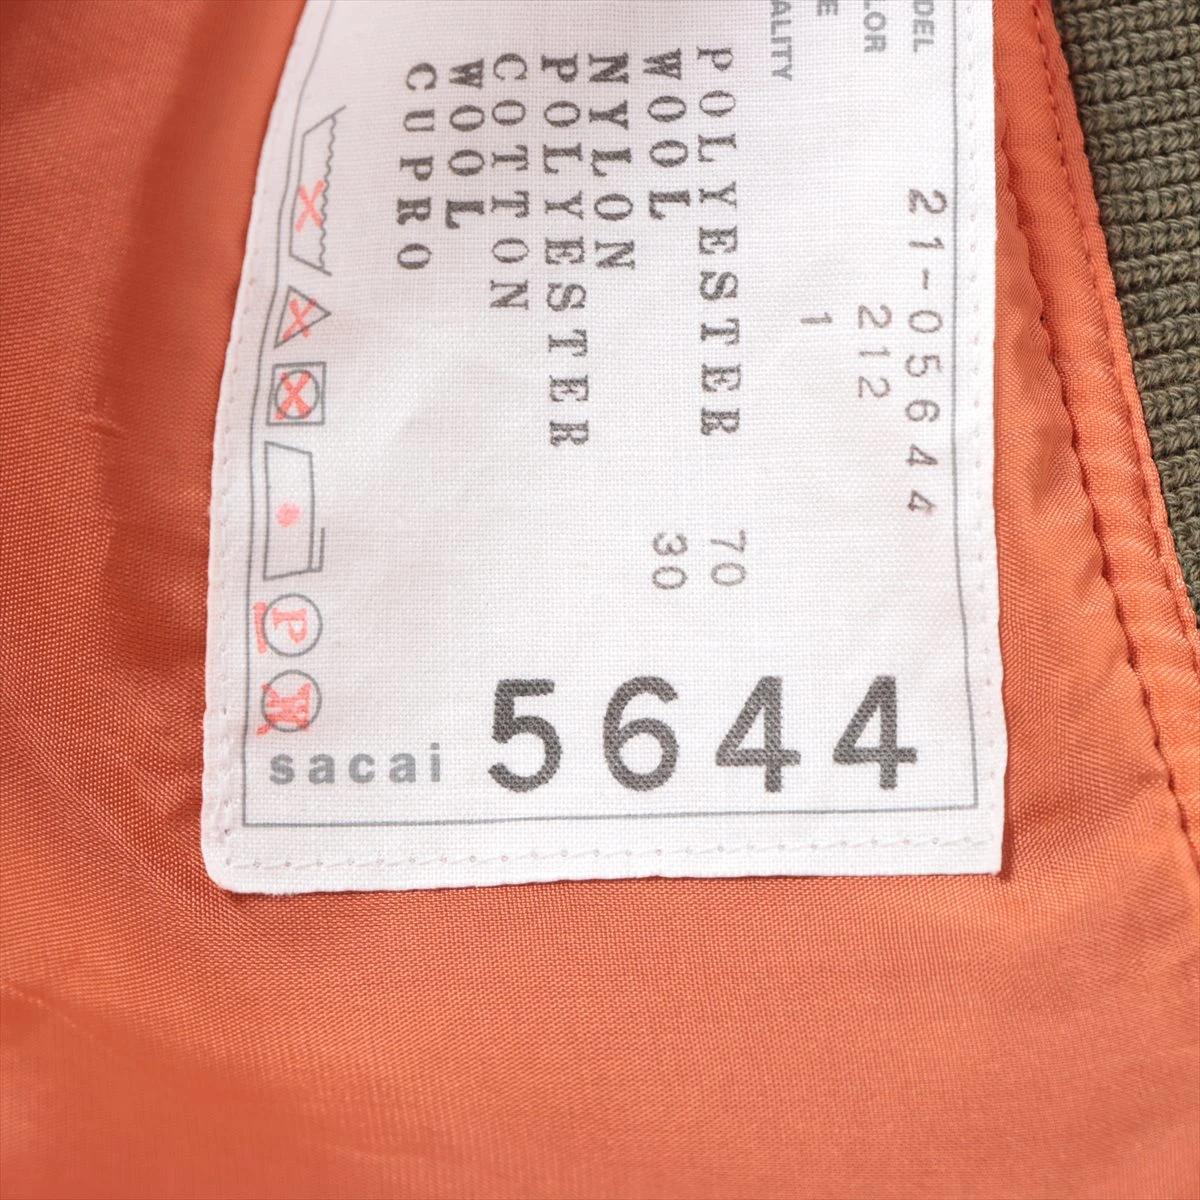 DEL 21-05644
LOR 212
E 1
ALITY
POLYESTER 70
WOOL 30
NYLON
POLYESTER
COTTON
WOOL
CUPRO
P
W
sacai 5644